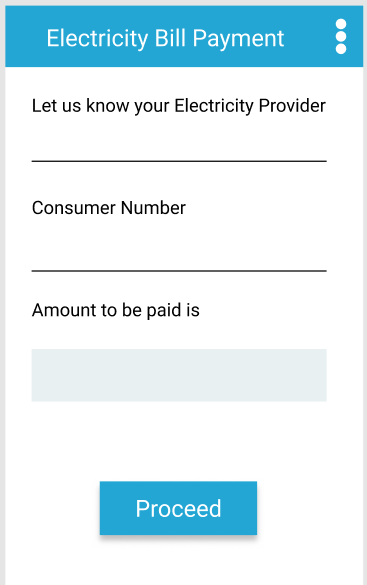 Electricity Bill Payment
Let us know your Electricity Provider
Consumer Number
Amount to be paid is
Proceed